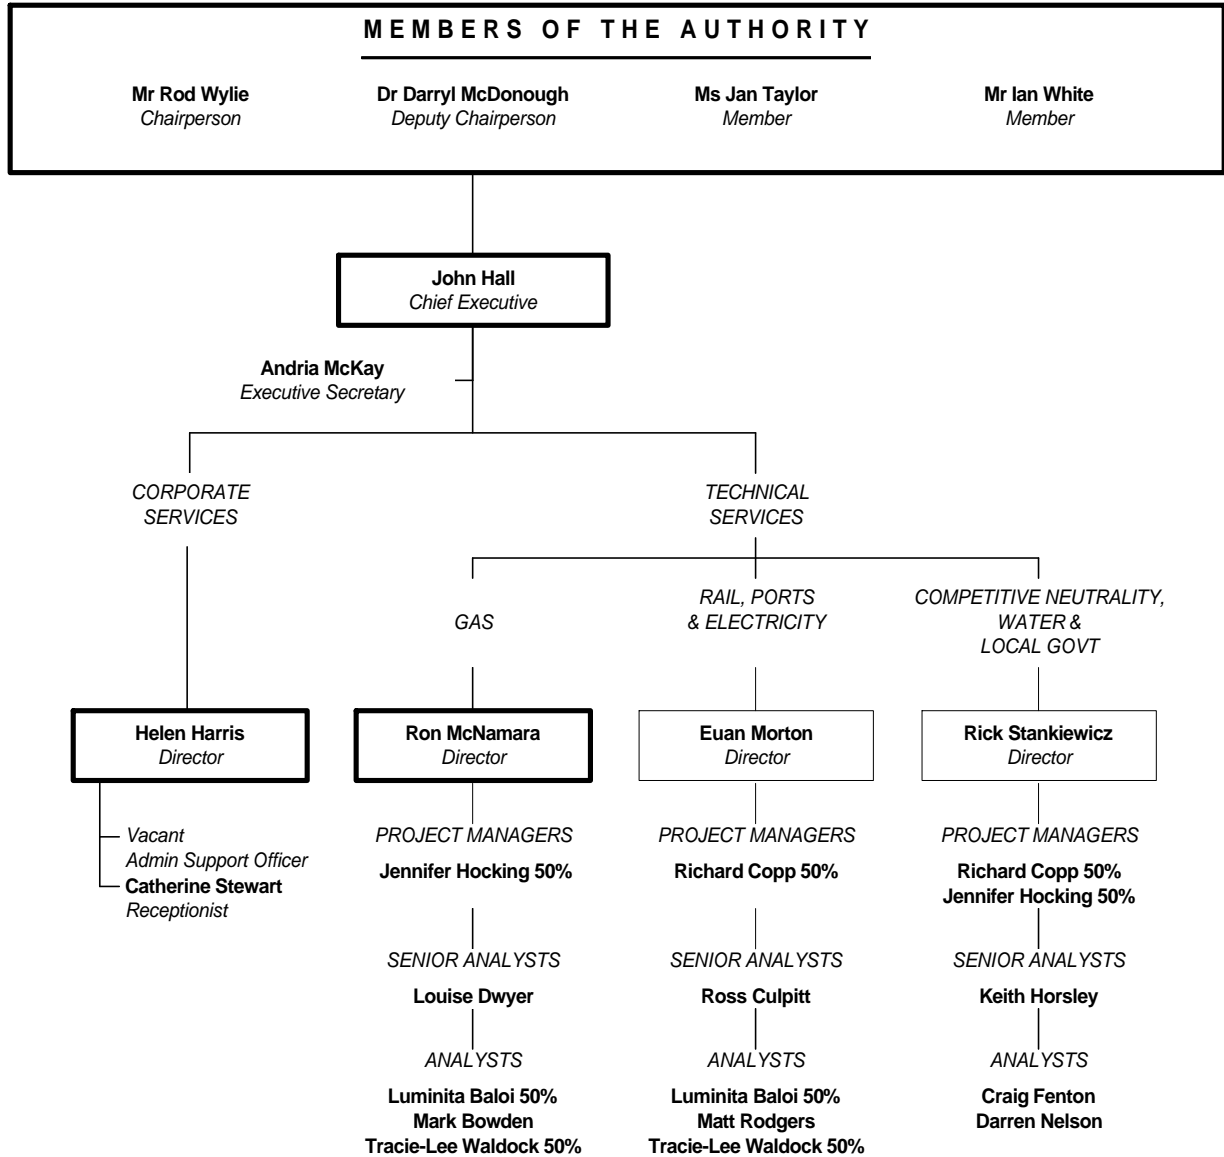 MEMBERS OF THE AUTHORITY
Mr Rod Wylie
Chairperson
Dr Darryl McDonough
Deputy Chairperson
Ms Jan Taylor
Member
Mr Ian White
Member
John Hall
Chief Executive
Andria McKay
Executive Secretary
CORPORATE
SERVICES
TECHNICAL
SERVICES
GAS
RAIL, PORTS
& ELECTRICITY
COMPETITIVE NEUTRALITY,
WATER &
LOCAL GOVT
Helen Harris
Director
Vacant
Admin Support Officer
Catherine Stewart
Receptionist
Ron McNamara
Director
PROJECT MANAGERS
Jennifer Hocking 50%
SENIOR ANALYSTS
Louise Dwyer
ANALYSTS
Luminita Baloi 50%
Mark Bowden
Tracie-Lee Waldock 50%
Euan Morton
Director
PROJECT MANAGERS
Richard Copp 50%
SENIOR ANALYSTS
Ross Culpitt
ANALYSTS
Luminita Baloi 50%
Matt Rodgers
Tracie-Lee Waldock 50%
Rick Stankiewicz
Director
PROJECT MANAGERS
Richard Copp 50%
Jennifer Hocking 50%
SENIOR ANALYSTS
Keith Horsley
ANALYSTS
Craig Fenton
Darren Nelson